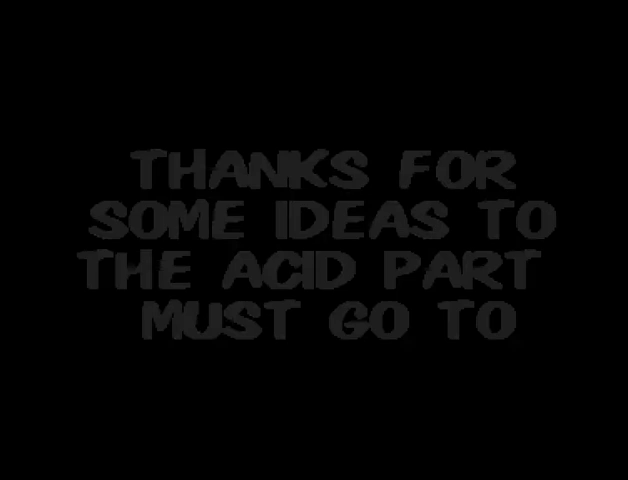 THANKS FOR
SOME IDEAS TO
THE ACID PART
MUST GO TO